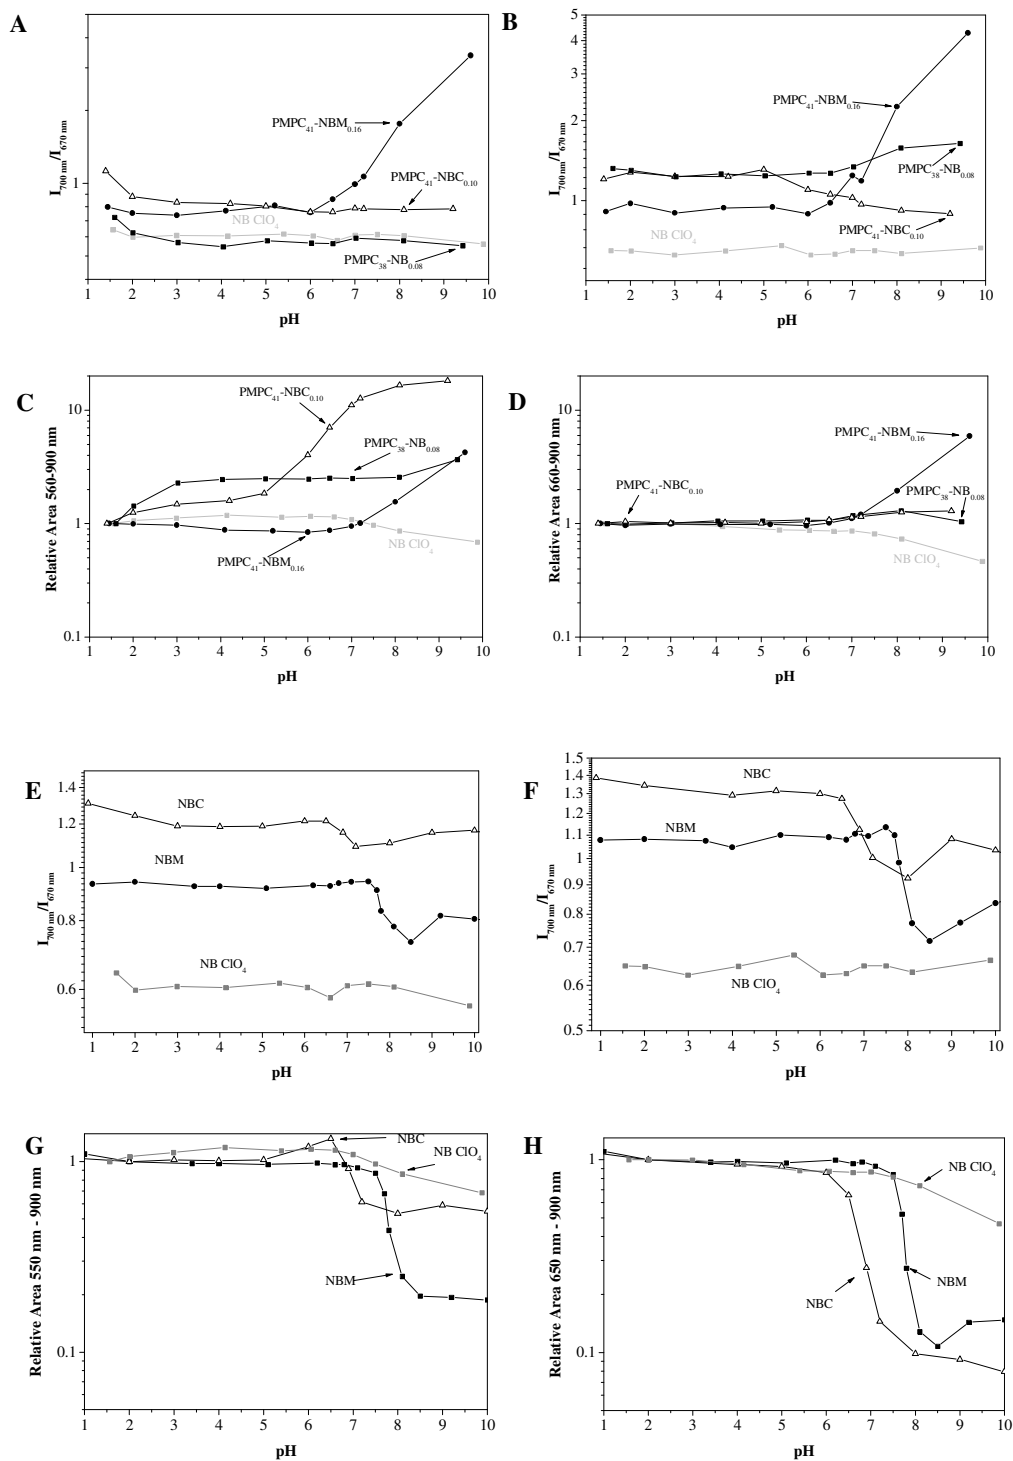 A
I700 nm/I670 nm
1
PMPC41-NBM0.16
PMPC41-NBC0.10
NB ClO4
PMPC38-NB0.08
1 2 3 4 5 6 7 8 9 10
pH
B
5
4
3
2
1
PMPC41-NBM0.16
PMPC38-NB0.08
PMPC41-NBC0.10
NB ClO4
I700 nm/I670 nm
1 2 3 4 5 6 7 8 9 10
pH
C
Relative Area 560-900 nm
10
1
0.1
PMPC41-NBC0.10
PMPC38-NB0.08
NB ClO4
PMPC41-NBM0.16
1 2 3 4 5 6 7 8 9 10
pH
D
Relative Area 660-900 nm
10
1
0.1
PMPC41-NBM0.16
PMPC41-NBC0.10
PMPC38-NB0.08
NB ClO4
1 2 3 4 5 6 7 8 9 10
pH
E
I700 nm/I670 nm
1.4
1.2
1
0.8
0.6
NBC
NBM
NB ClO4
1 2 3 4 5 6 7 8 9 10
pH
F
I700 nm/I670 nm
1.5
1.4
1.3
1.2
1.1
1
0.9
0.8
0.7
0.6
0.5
NBC
NBM
NB ClO4
1 2 3 4 5 6 7 8 9 10
pH
G
Relative Area 550 nm - 900 nm
1
0.1
NBC
NB ClO4
NBM
1 2 3 4 5 6 7 8 9 10
pH
H
Relative Area 650 nm - 900 nm
1
0.1
NB ClO4
NBM
NBC
1 2 3 4 5 6 7 8 9 10
pH